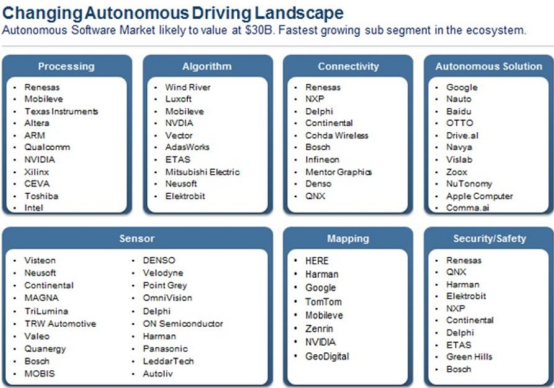 Changing Autonomous Driving Landscape
Autonomous Software Market likely to value at $30B. Fastest growing sub segment in the ecosystem.
Processing
Renesas
Mobileve
Texas Instruments
Altera
ARM
Qualcomm
NVIDIA
Xilinx
CEVA
Toshiba
Intel
Algorithm
Wind River
Luxoft
Mobileve
NVDIA
Vector
AdasWorks
ETAS
Mitsubishi Electric
Neusoft
Elektrobit
Connectivity
Renesas
NXP
Delphi
Continental
Cohda Wireless
Bosch
Infineon
Mentor Graphics
Denso
QNX
Autonomous Solution
Google
Nauto
Baidu
OTTO
Drive.al
Navya
Vislab
Zoox
NuTonomy
Apple Computer
Comma.ai
Sensor
Visteon
Neusoft
Continental
MAGNA
TriLumina
TRW Automotive
Valeo
Quanergy
Bosch
MOBIS
DENSO
Velodyne
Point Grey
OmniVision
Delphi
ON Semiconductor
Harman
Panasonic
LeddarTech
Autoliv
Mapping
HERE
Harman
Google
TomTom
Mobileve
Zenrin
NVIDIA
GeoDigital
Security/Safety
Renesas
QNX
Harman
Elektrobit
NXP
Continental
Delphi
ETAS
Green Hills
Bosch